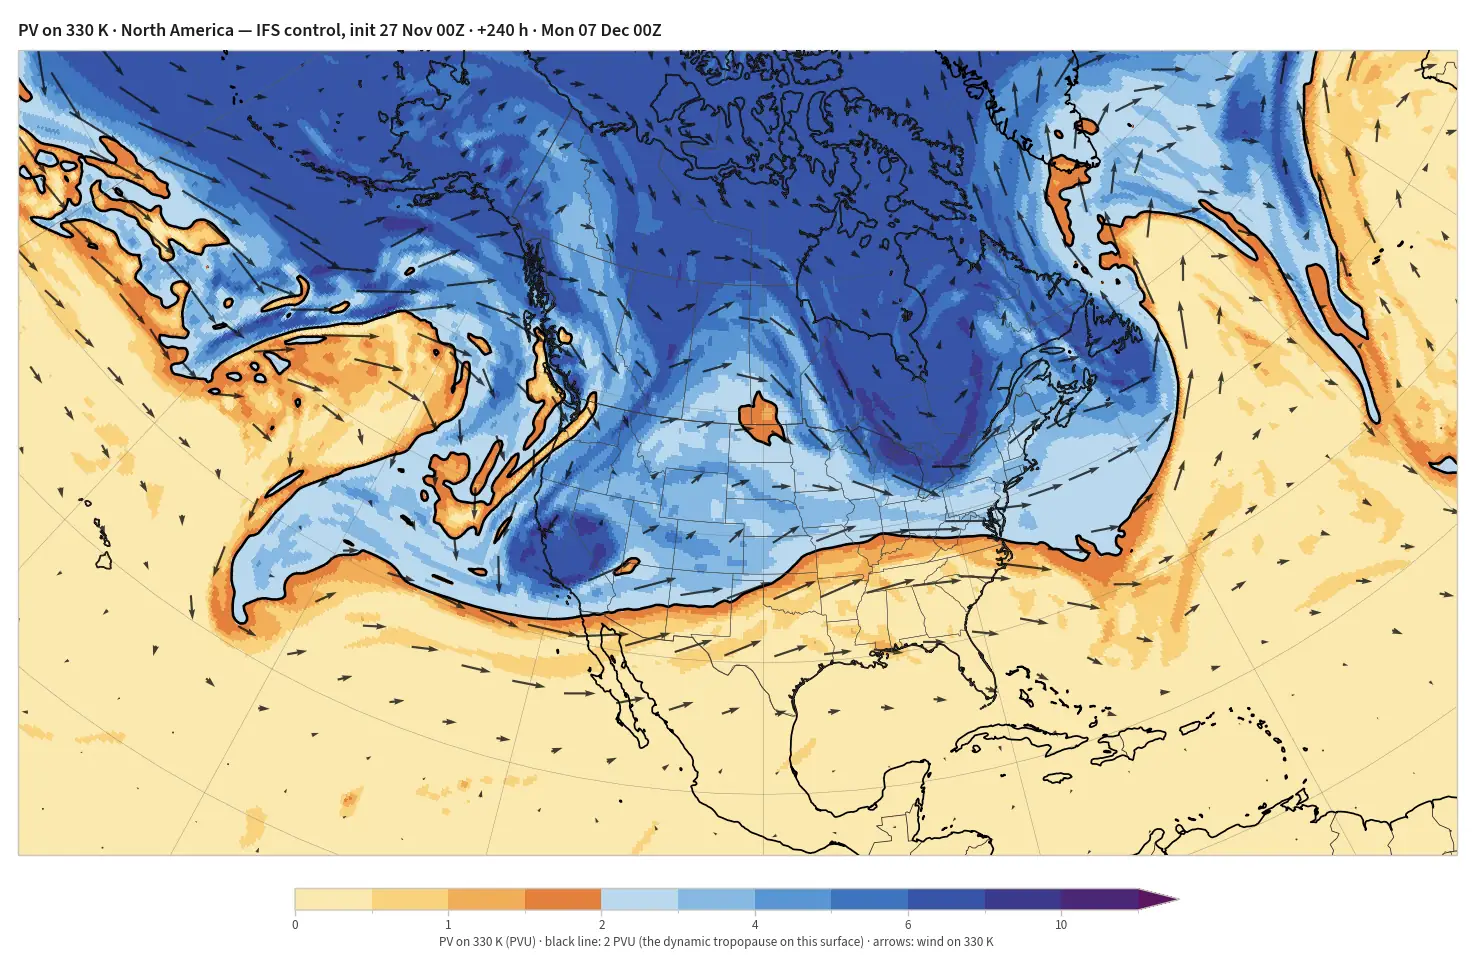 PV on 330 K · North America — IFS control, init 27 Nov 00Z · +240 h · Mon 07 Dec 00Z
0 1 2 4 6 10
PV on 330 K (PVU) · black line: 2 PVU (the dynamic tropopause on this surface) · arrows: wind on 330 K